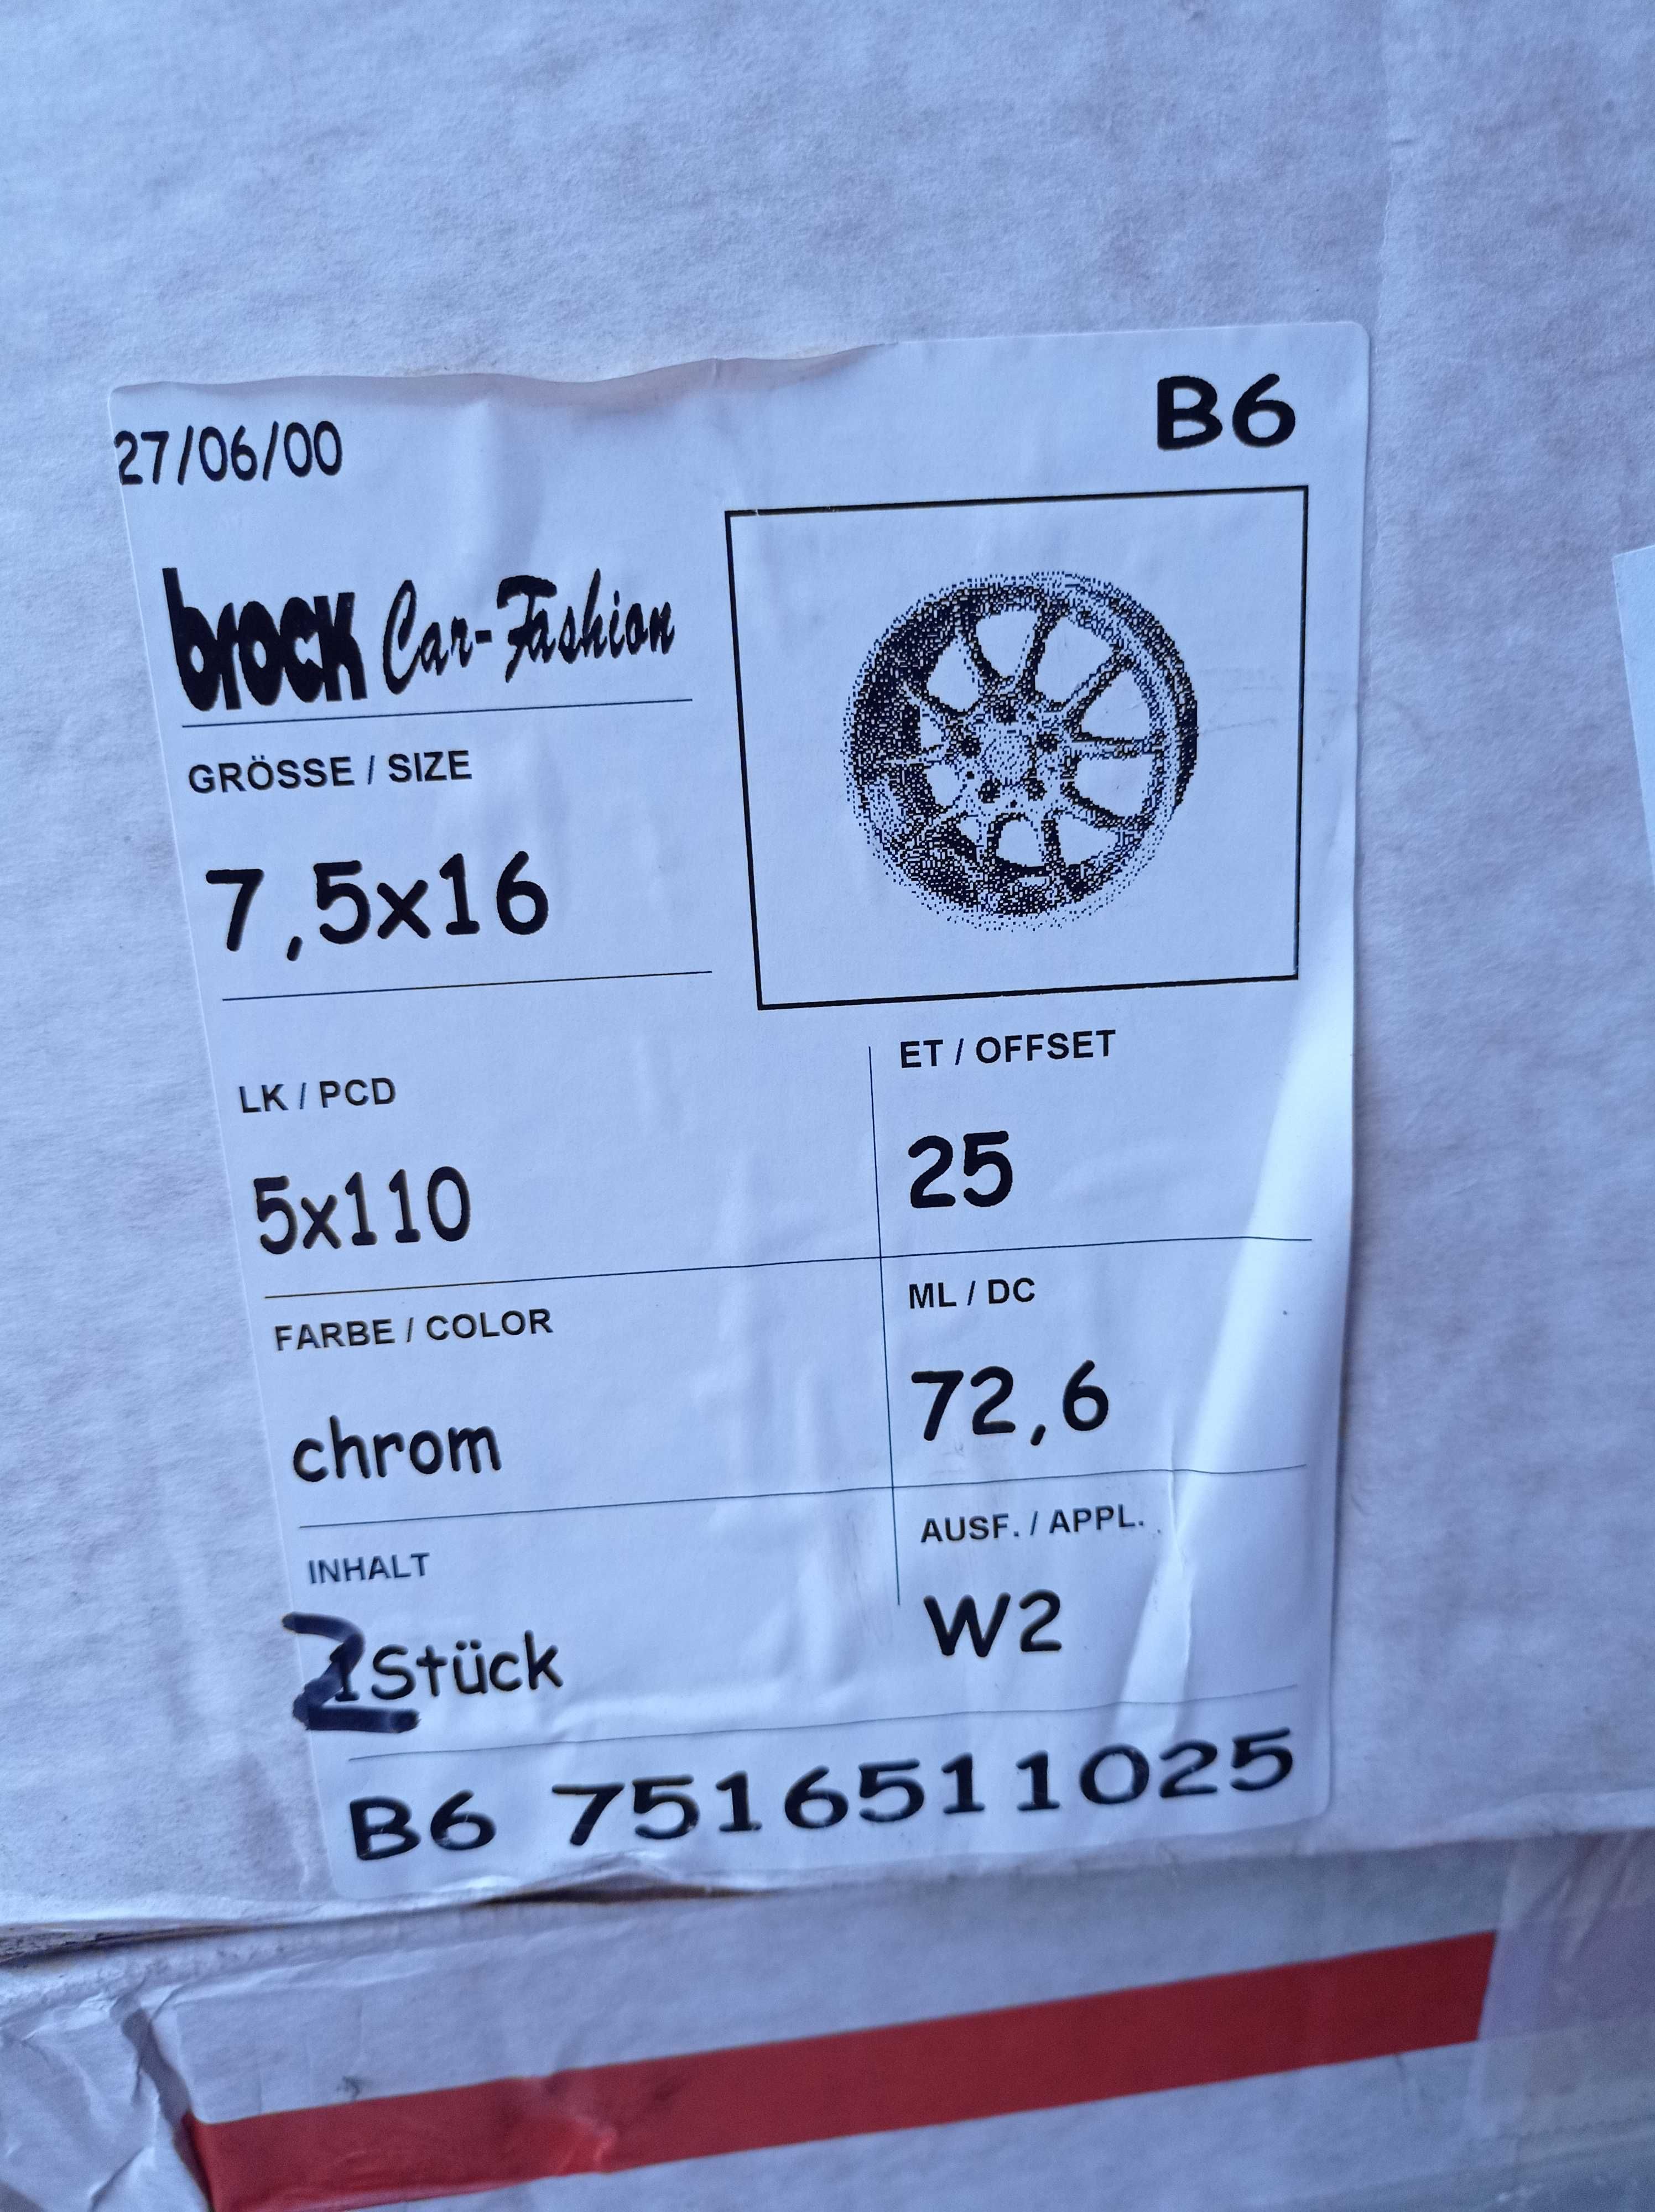 27/06/00
B6
brock Car-Fashion
GRÖSSE / SIZE
7,5x16
LK / PCD
5x110
ET / OFFSET
25
FARBE / COLOR
chrom
ML / DC
72,6
INHALT
2 Stück
AUSF. / APPL.
W2
B6 7516511025